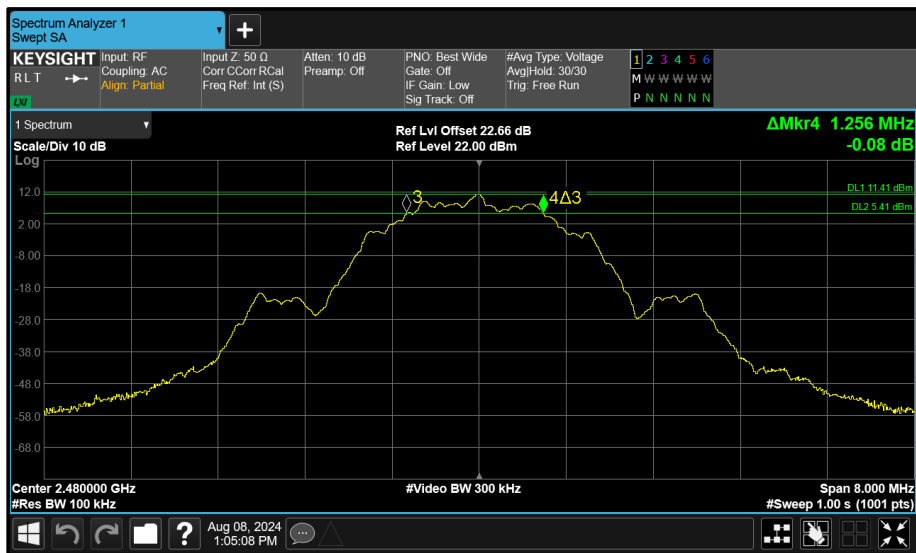 Spectrum Analyzer 1
Swept SA
+
KEYSIGHT
R L T
LXI
Input: RF
Coupling: AC
Align: Partial
Input Z: 50 Ω
Corr CCorr RCal
Freq Ref: Int (S)
Atten: 10 dB
Preamp: Off
PNO: Best Wide
Gate: Off
IF Gain: Low
Sig Track: Off
#Avg Type: Voltage
Avg|Hold: 30/30
Trig: Free Run
1 2 3 4 5 6
M W W W W W
P N N N N N
1 Spectrum
Scale/Div 10 dB
Ref Lvl Offset 22.66 dB
Ref Level 22.00 dBm
ΔMkr4 1.256 MHz
-0.08 dB
Log
12.0
2.00
-8.00
-18.0
-28.0
-38.0
-48.0
-58.0
-68.0
DL1 11.41 dBm
DL2 5.41 dBm
3
4Δ3
Center 2.480000 GHz
#Video BW 300 kHz
Span 8.000 MHz
#Res BW 100 kHz
#Sweep 1.00 s (1001 pts)
?
Aug 08, 2024
1:05:08 PM